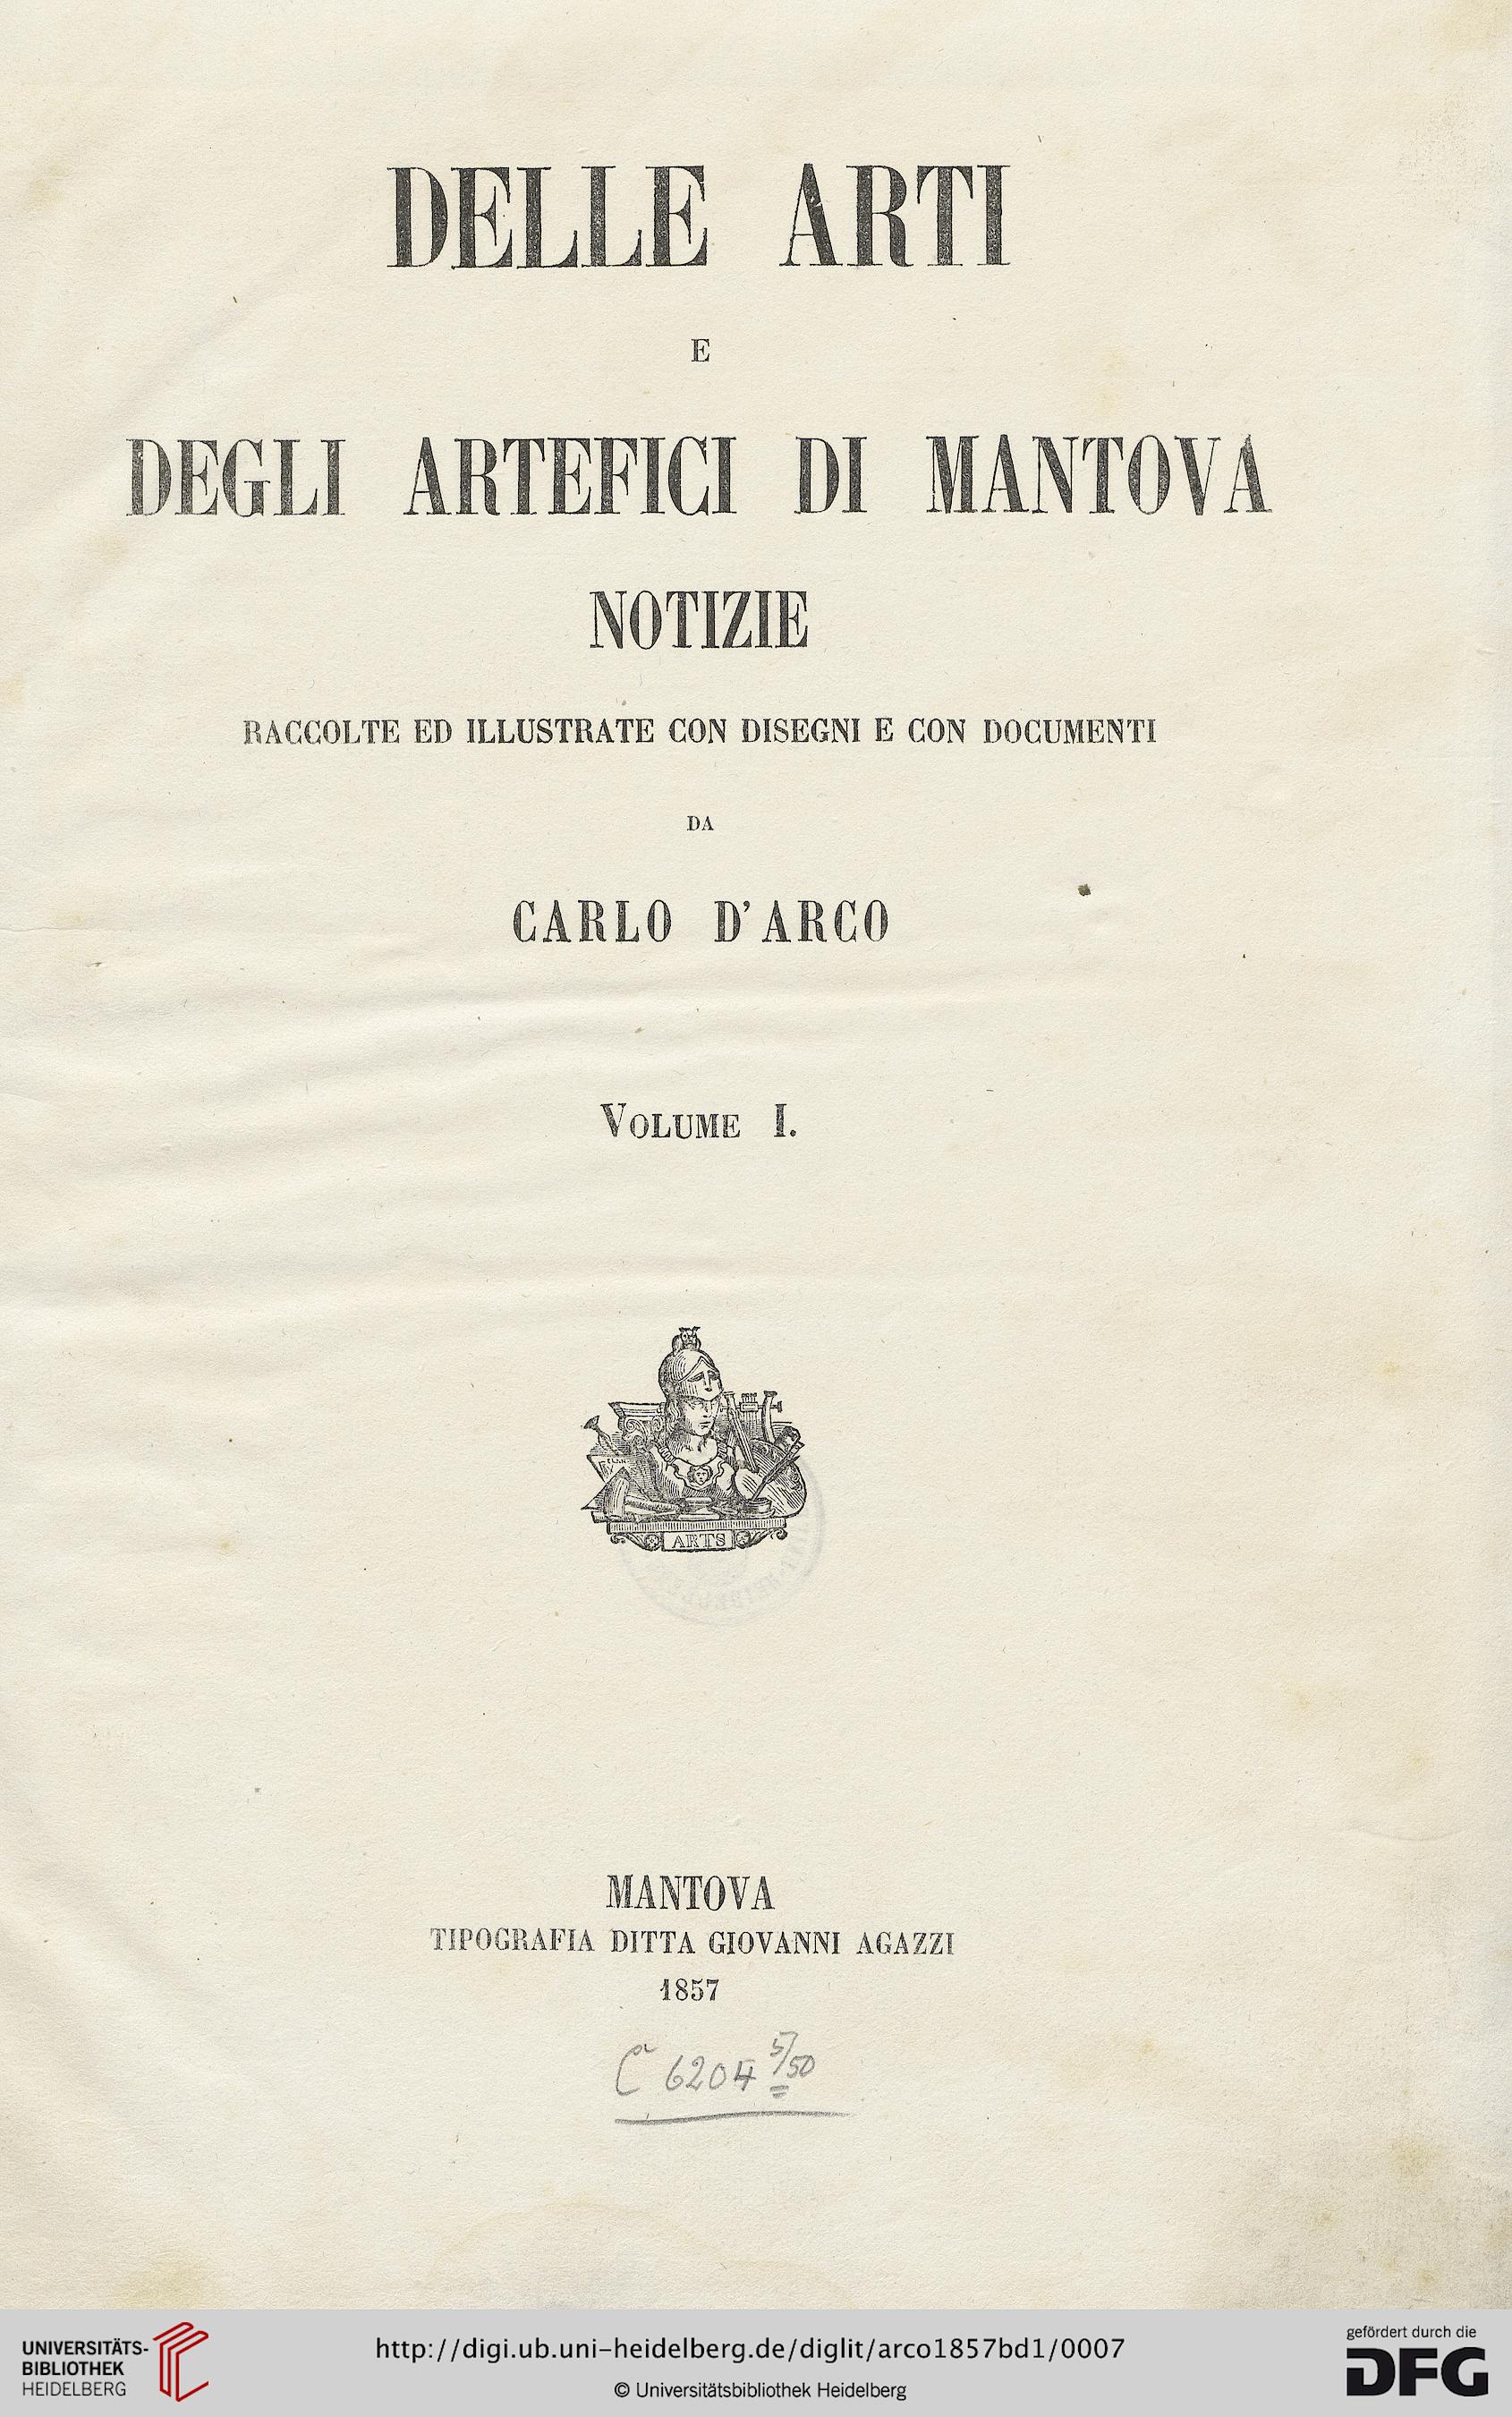 DELLE ARTI
E
DEGLI ARTEFICI DI MANTOVA
NOTIZIE
RACCOLTE ED ILLUSTRATE CON DISEGNI E CON DOCUMENTI
DA
CARLO D'ARCO
VOLUME I.
ARTS
MANTOVA
TIPOGRAFIA DITTA GIOVANNI AGAZZI
1857
6204 5/50
UNIVERSITÄTS-
BIBLIOTHEK
HEIDELBERG
http://digi.ub.uni-heidelberg.de/diglit/arco1857bd1/0007
© Universitätsbibliothek Heidelberg
gefördert durch die
DFG